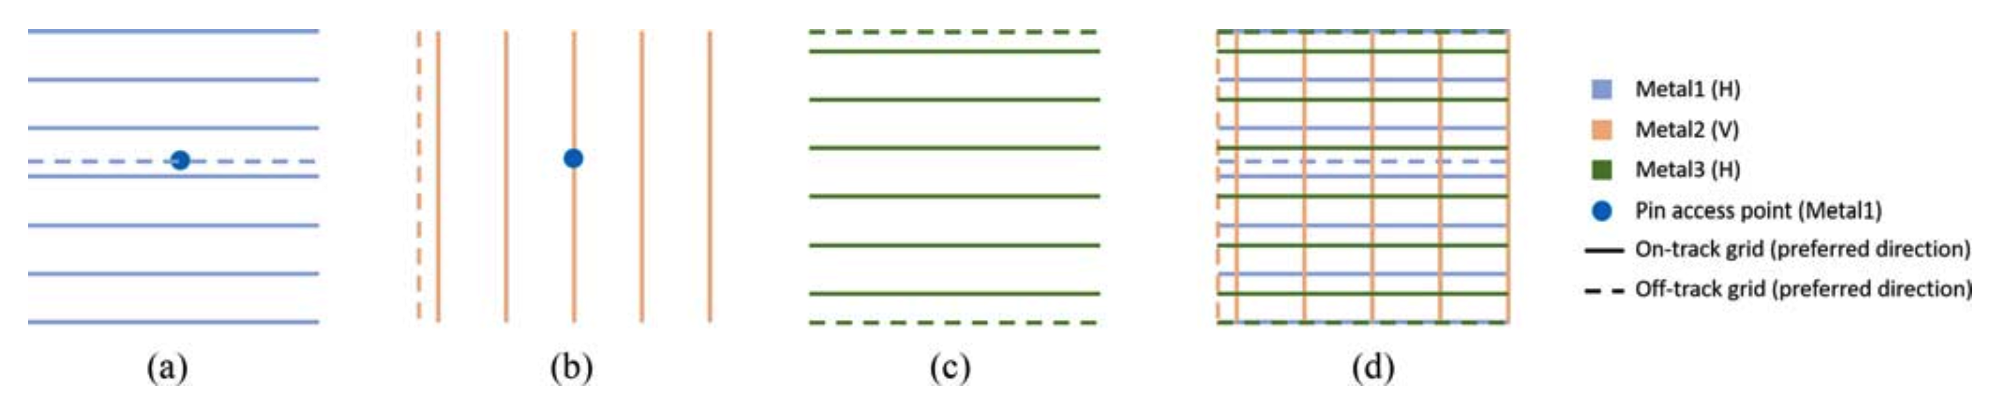 Metal1 (H)
Metal2 (V)
Metal3 (H)
Pin access point (Metal1)
On-track grid (preferred direction)
Off-track grid (preferred direction)
(a)
(b)
(c)
(d)